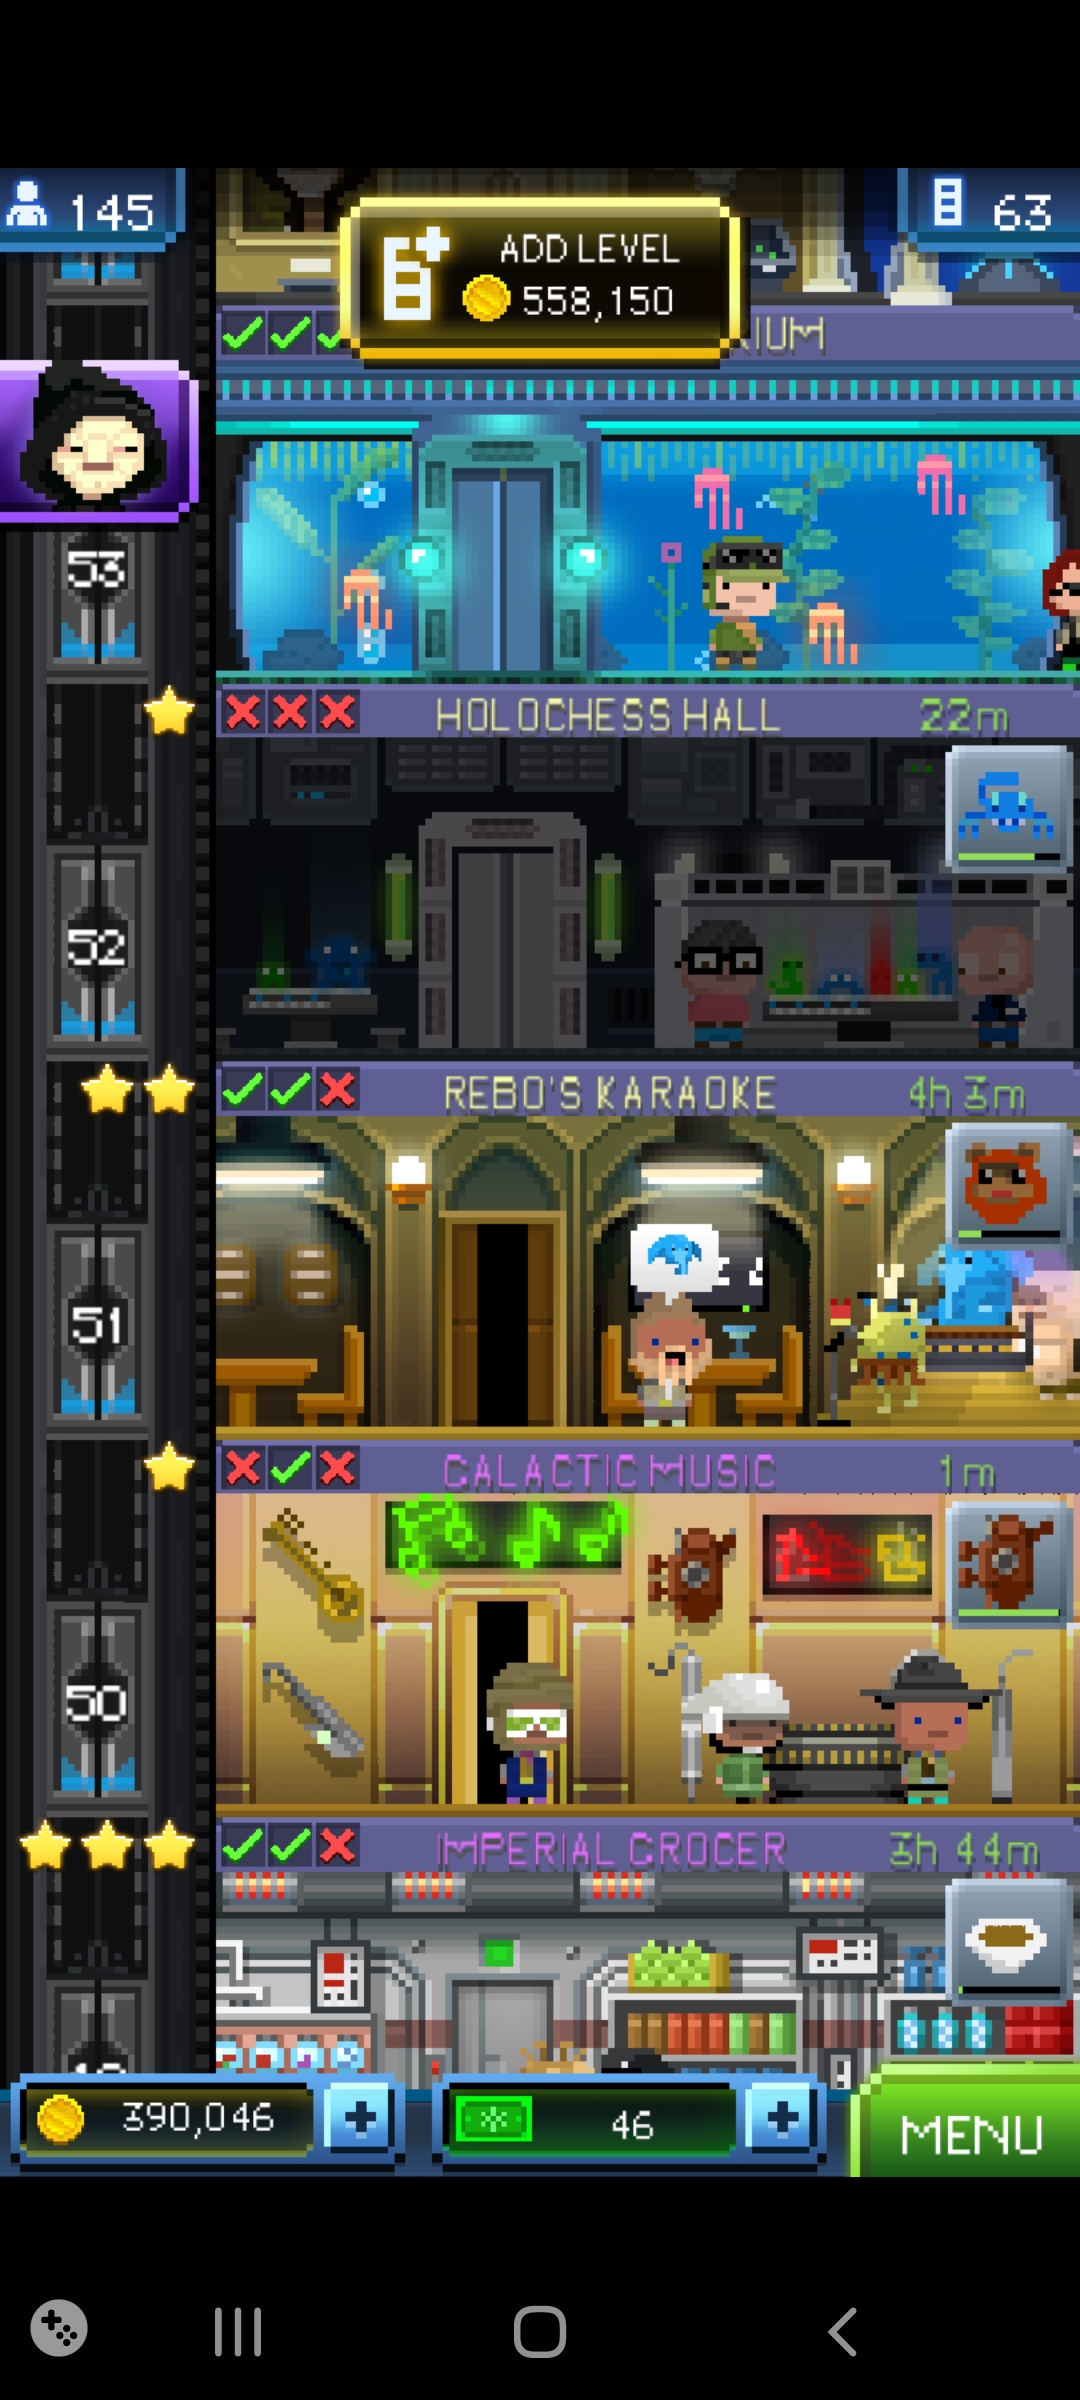 145
ADD LEVEL
558,150
63
53
HOLOCHESS HALL
22m
52
REBO'S KARAOKE
4h 3m
51
GALACTIC MUSIC
1m
50
IMPERIAL GROCER
3h 44m
390,046
46
MENU